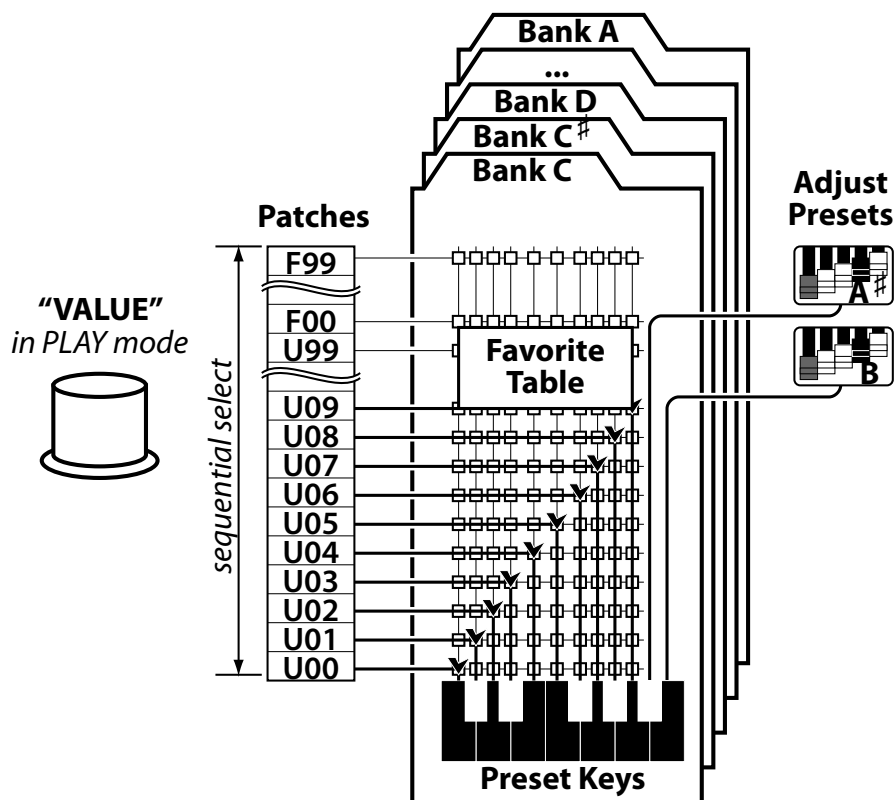 Bank A
...
Bank D
Bank C♯
Bank C
Adjust
Presets
A♯
B
Patches
"VALUE"
in PLAY mode
sequential select
F99
F00
U99
U09
U08
U07
U06
U05
U04
U03
U02
U01
U00
Favorite
Table
Preset Keys